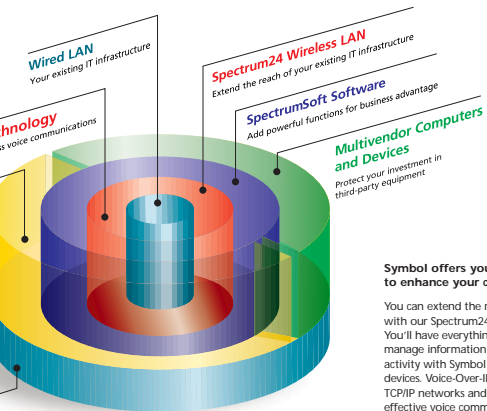 Wired LAN
Your existing IT infrastructure
Spectrum24 Wireless LAN
Extend the reach of your existing IT infrastructure
SpectrumSoft Software
Add powerful functions for business advantage
Multivendor Computers
and Devices
Protect your investment in
third-party equipment
voice communications
Symbol offers you
to enhance your
You can extend the
with our Spectrum24
You'll have everything
manage information
activity with Symbol
devices. Voice-Over-
TCP/IP networks and
effective voice